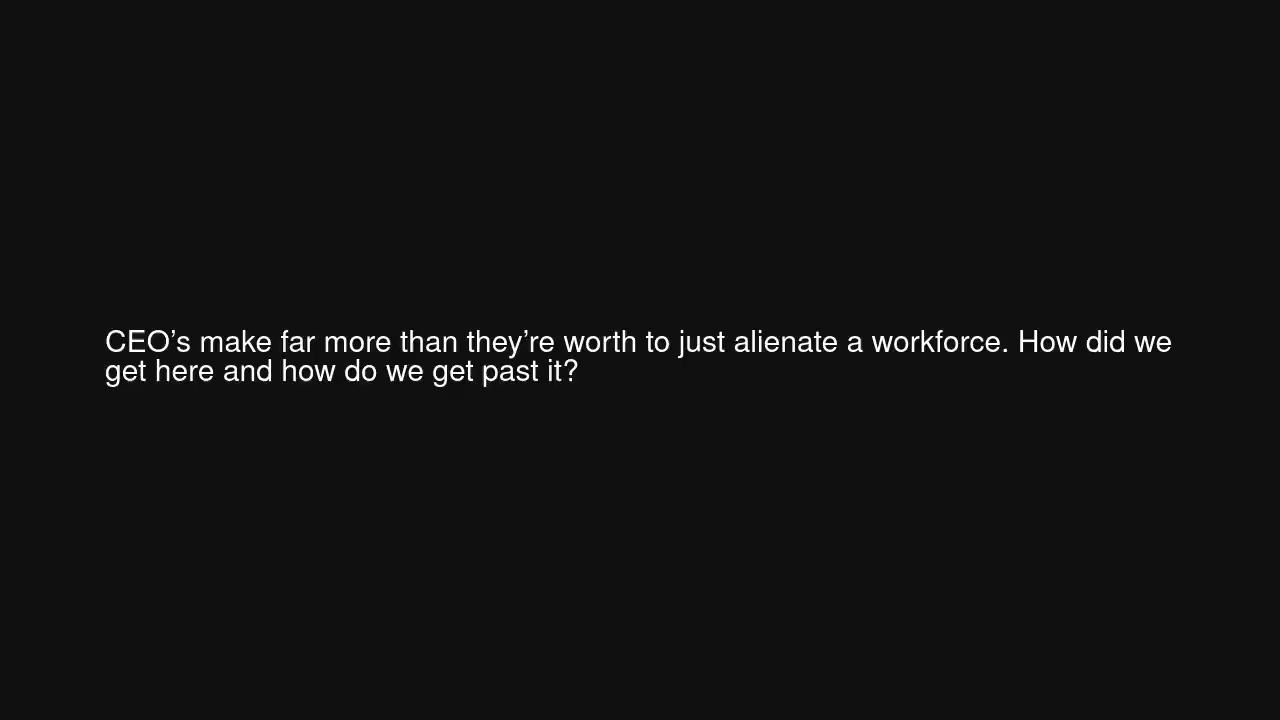 CEO’s make far more than they’re worth to just alienate a workforce. How did we
get here and how do we get past it?